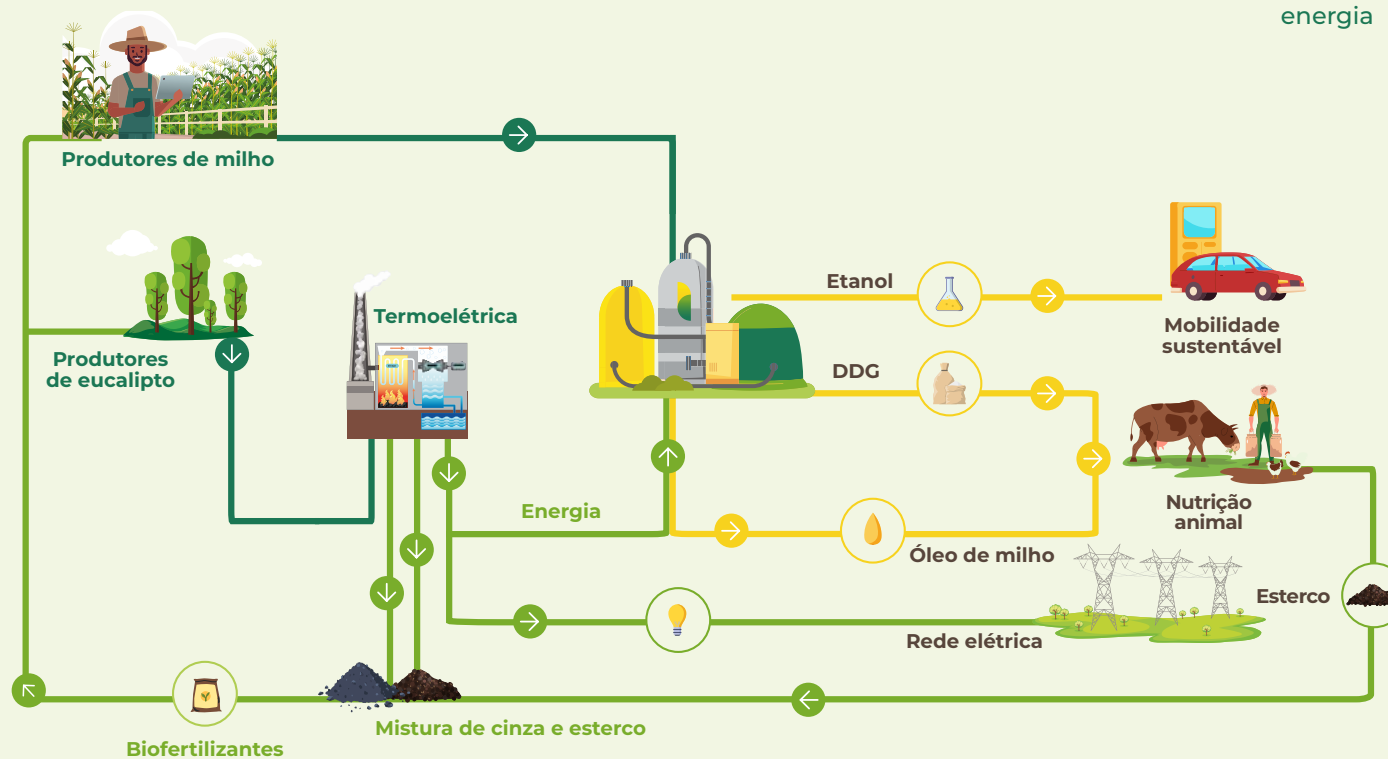 energia
Produtores de milho
Produtores
de eucalipto
Termoelétrica
Etanol
Mobilidade
sustentável
DDG
Nutrição
animal
Energia
Óleo de milho
Esterco
Rede elétrica
Mistura de cinza e esterco
Biofertilizantes